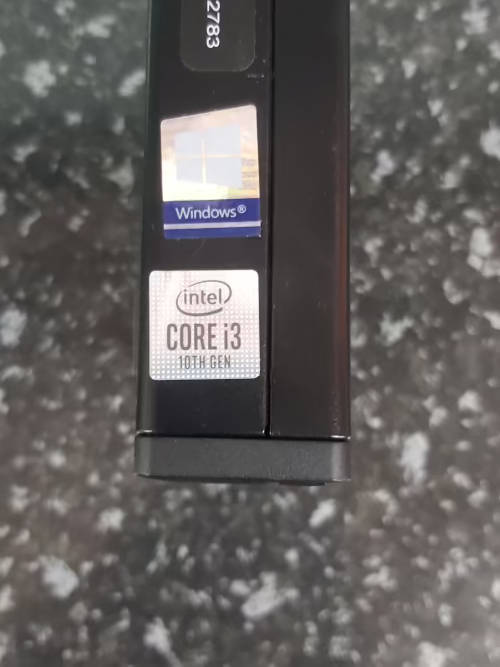 2783
Windows®
intel
CORE i3
10TH GEN